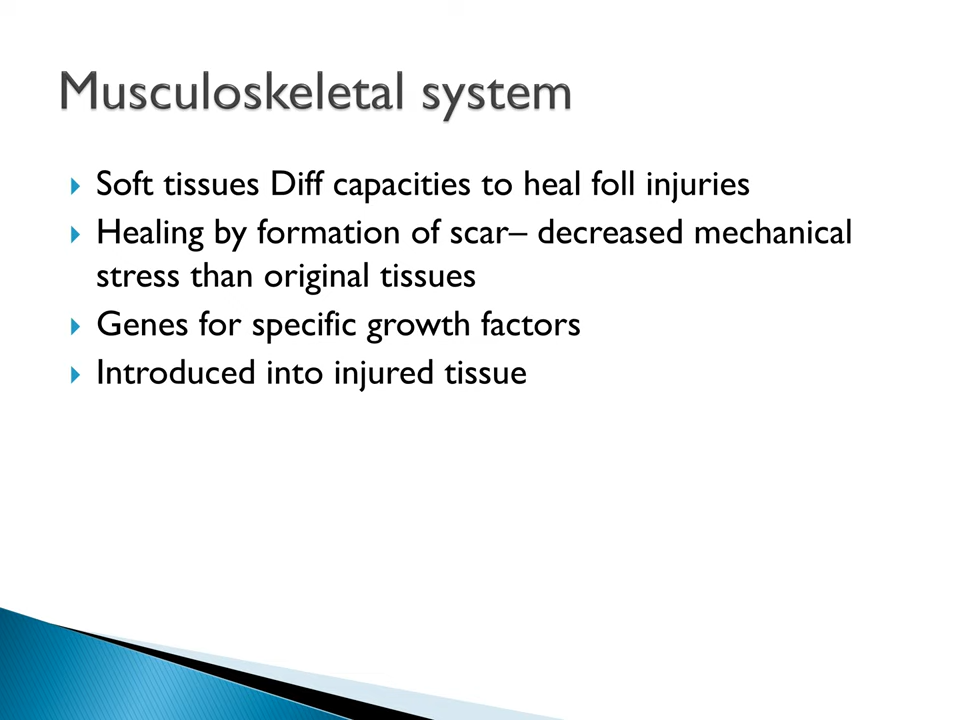 Musculoskeletal system
Soft tissues Diff capacities to heal foll injuries
Healing by formation of scar– decreased mechanical
stress than original tissues
Genes for specific growth factors
Introduced into injured tissue